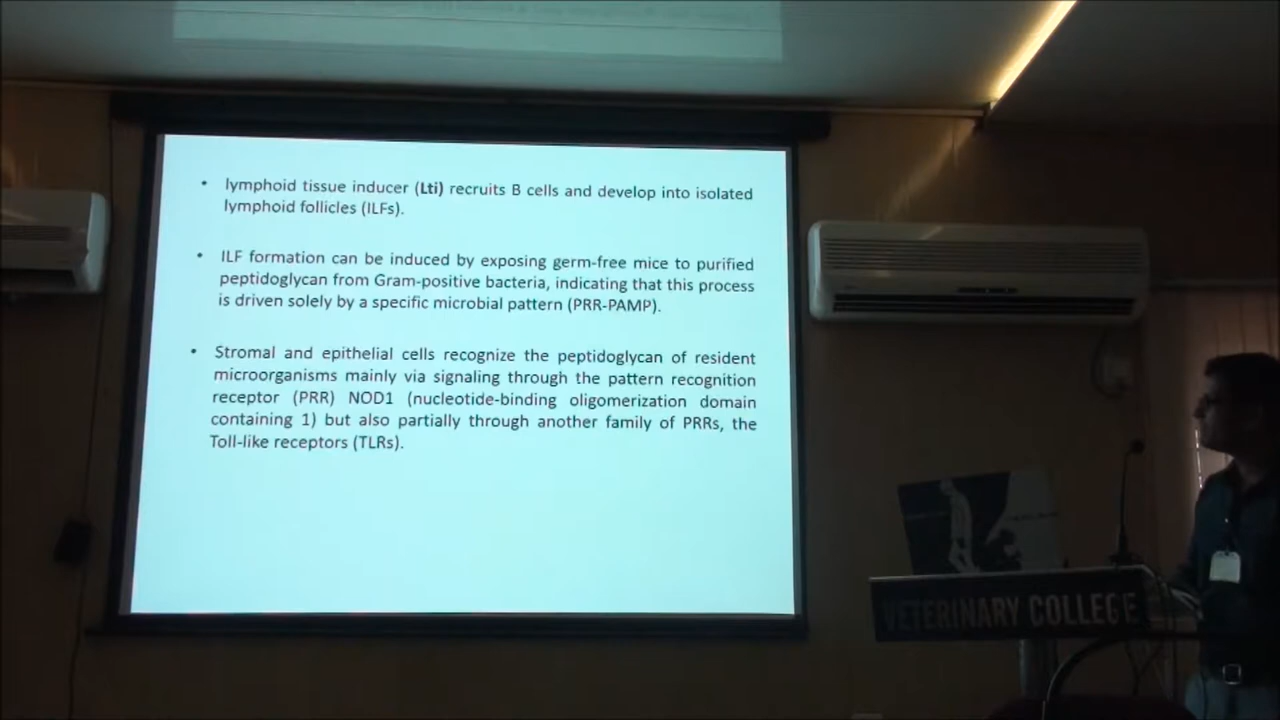 • lymphoid tissue inducer (Lti) recruits B cells and develop into isolated
lymphoid follicles (ILFs).
• ILF formation can be induced by exposing germ-free mice to purified
peptidoglycan from Gram-positive bacteria, indicating that this process
is driven solely by a specific microbial pattern (PRR-PAMP).
• Stromal and epithelial cells recognize the peptidoglycan of resident
microorganisms mainly via signaling through the pattern recognition
receptor (PRR) NOD1 (nucleotide-binding oligomerization domain
containing 1) but also partially through another family of PRRs, the
Toll-like receptors (TLRs).
VETERINARY COLLEGE